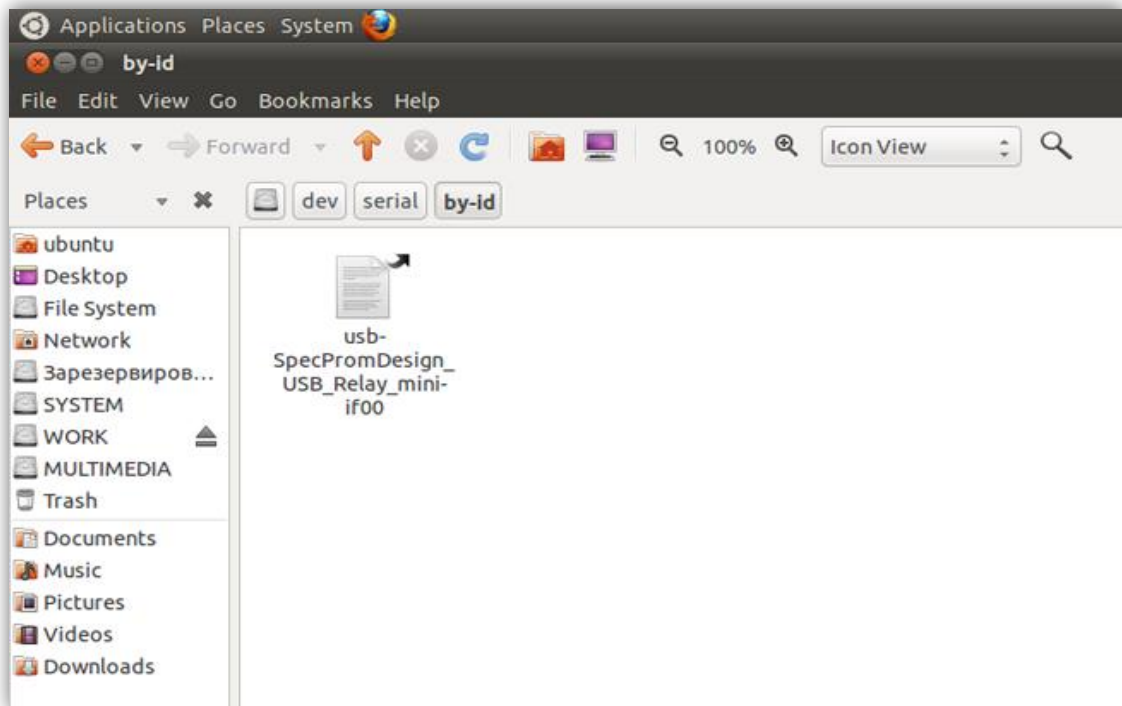 Applications Places System
by-id
File Edit View Go Bookmarks Help
Back Forward 100% Icon View
Places dev serial by-id
ubuntu
Desktop
File System
Network
Зарезервиров...
SYSTEM
WORK
MULTIMEDIA
Trash
Documents
Music
Pictures
Videos
Downloads
usb-
SpecPromDesign_
USB_Relay_mini-
if00